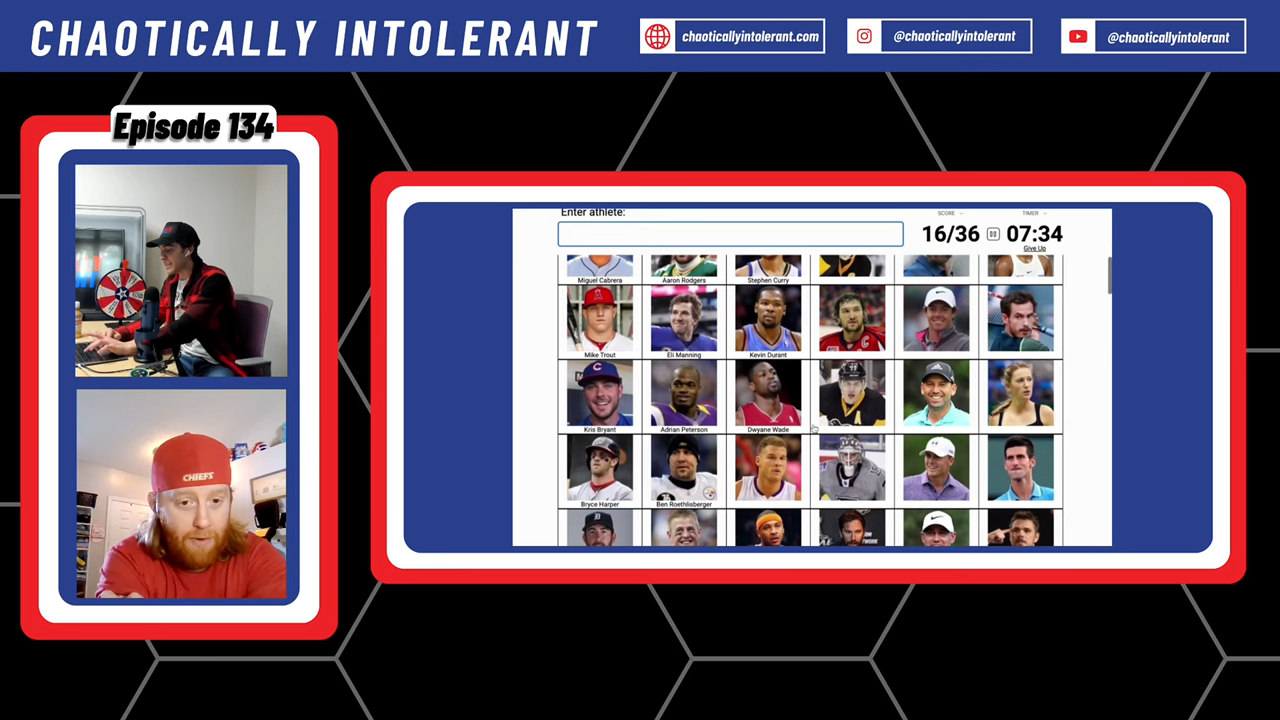 CHAOTICALLY INTOLERANT
chaoticallyintolerant.com
@chaoticallyintolerant
@chaoticallyintolerant
Episode 134
CHIEFS
Enter athlete:
SCORE
TIMER
16/36
07:34
Give Up
Miguel Cabrera
Aaron Rodgers
Stephen Curry
Mike Trout
Eli Manning
Kevin Durant
Kris Bryant
Adrian Peterson
Dwyane Wade
Bryce Harper
Ben Roethlisberger